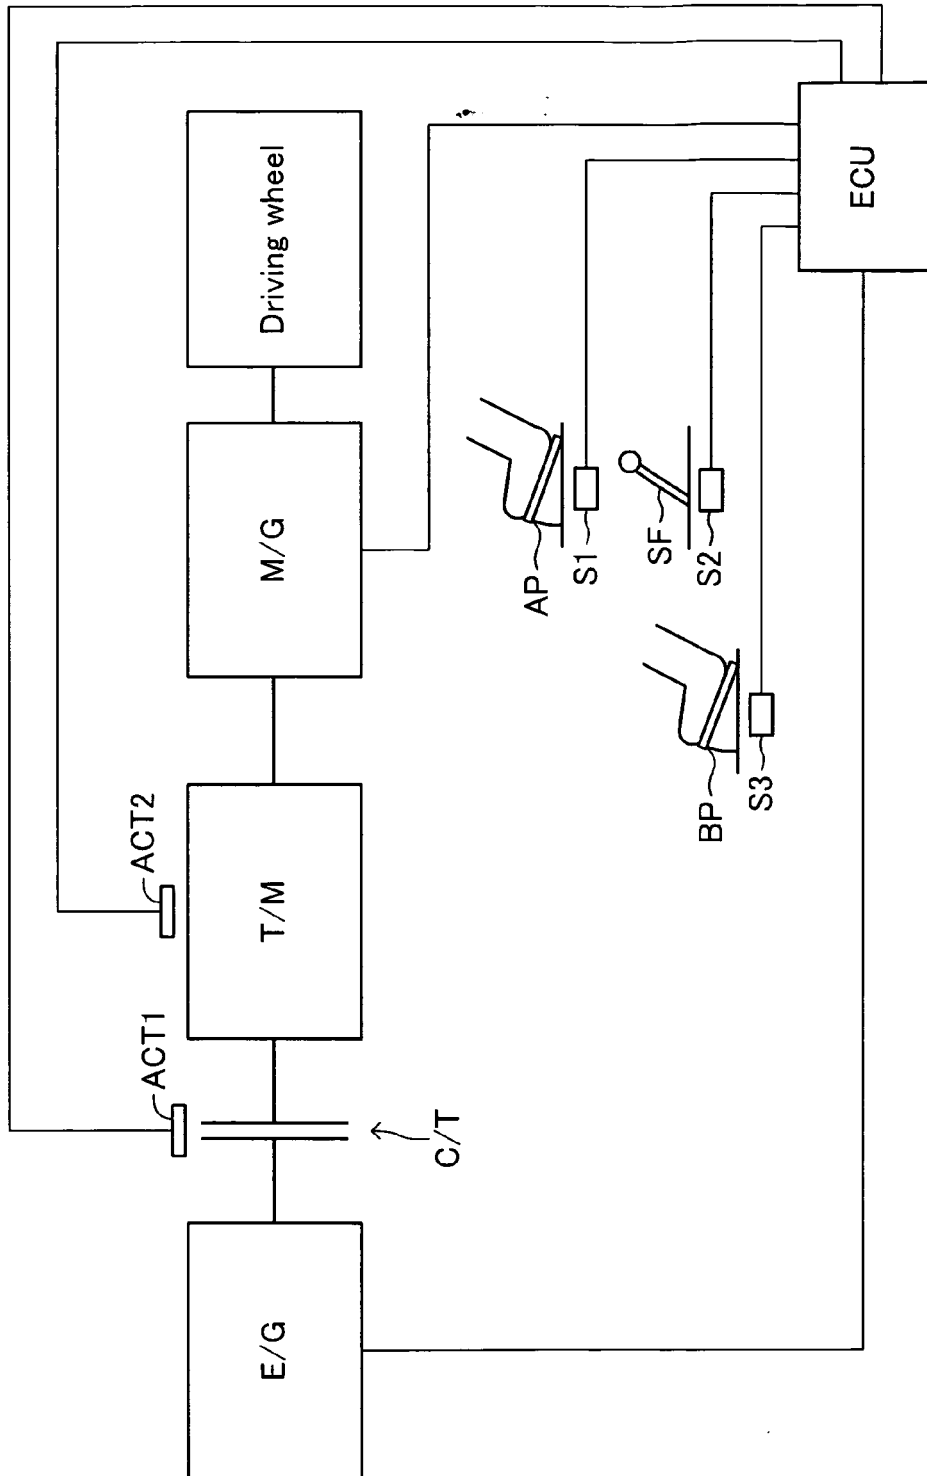 ACT1
ACT2
E/G
C/T
T/M
M/G
Driving wheel
AP
S1
SF
S2
BP
S3
ECU